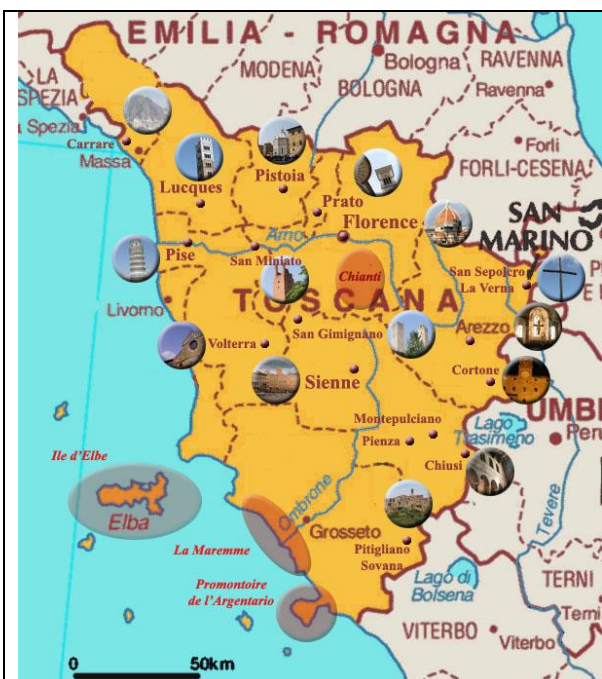 EMILIA - ROMAGNA
MODENA
Bologna
BOLOGNA
RAVENNA
Ravenna
LA
SPEZIA
Spezia
Carrare
Massa
Forli
FORLI-CESENA
Lucques
Pistoia
Prato
Florence
SAN
MARINO
Arno
Pise
San Miniato
Chianti
San Sepolcro
La Verna
Livorno
TOSCANA
San Gimignano
Volterra
Arezzo
Sienne
Cortone
UMB
Montepulciano
Pienza
Lago
Trasimeno
Peru
Chiusi
Ile d'Elbe
Elba
Ombrone
Grosseto
Tevere
La Maremme
Pitigliano
Sovana
Promontoire
de l'Argentario
Lago di
Bolsena
TERNI
Terni
VITERBO
Viterbo
0 50km